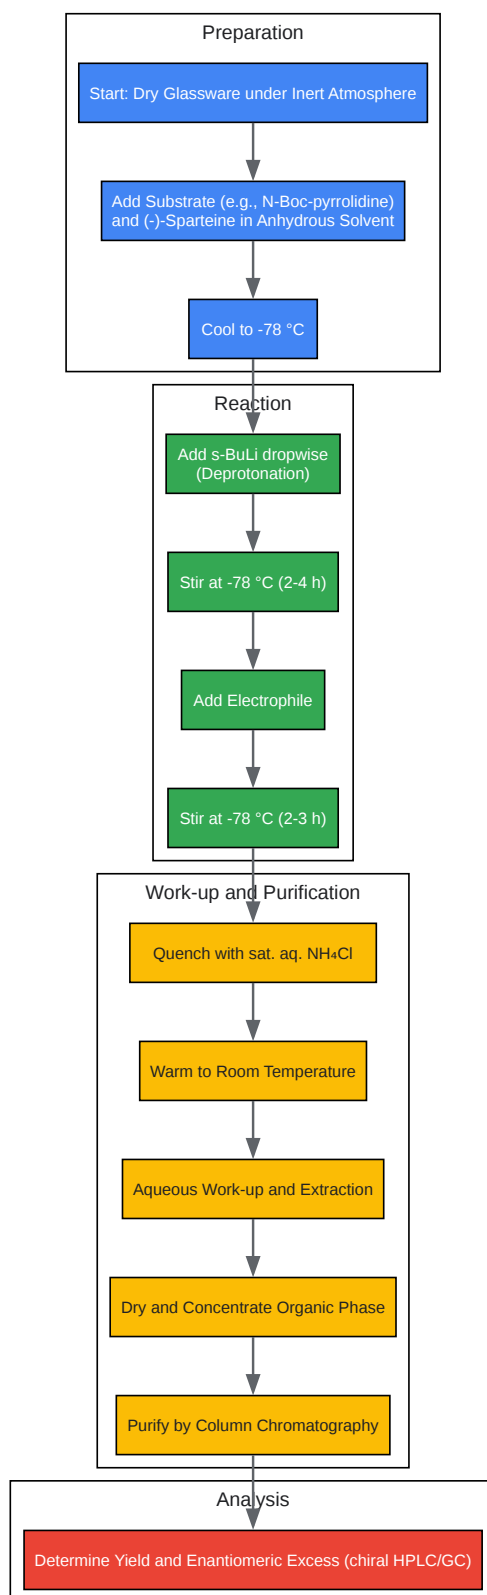 Preparation
Start: Dry Glassware under Inert Atmosphere
Add Substrate (e.g., N-Boc-pyrrolidine)
and (-)-Sparteine in Anhydrous Solvent
Cool to -78 °C
Reaction
Add s-BuLi dropwise
(Deprotonation)
Stir at -78 °C (2-4 h)
Add Electrophile
Stir at -78 °C (2-3 h)
Work-up and Purification
Quench with sat. aq. NH₄Cl
Warm to Room Temperature
Aqueous Work-up and Extraction
Dry and Concentrate Organic Phase
Purify by Column Chromatography
Analysis
Determine Yield and Enantiomeric Excess (chiral HPLC/GC)